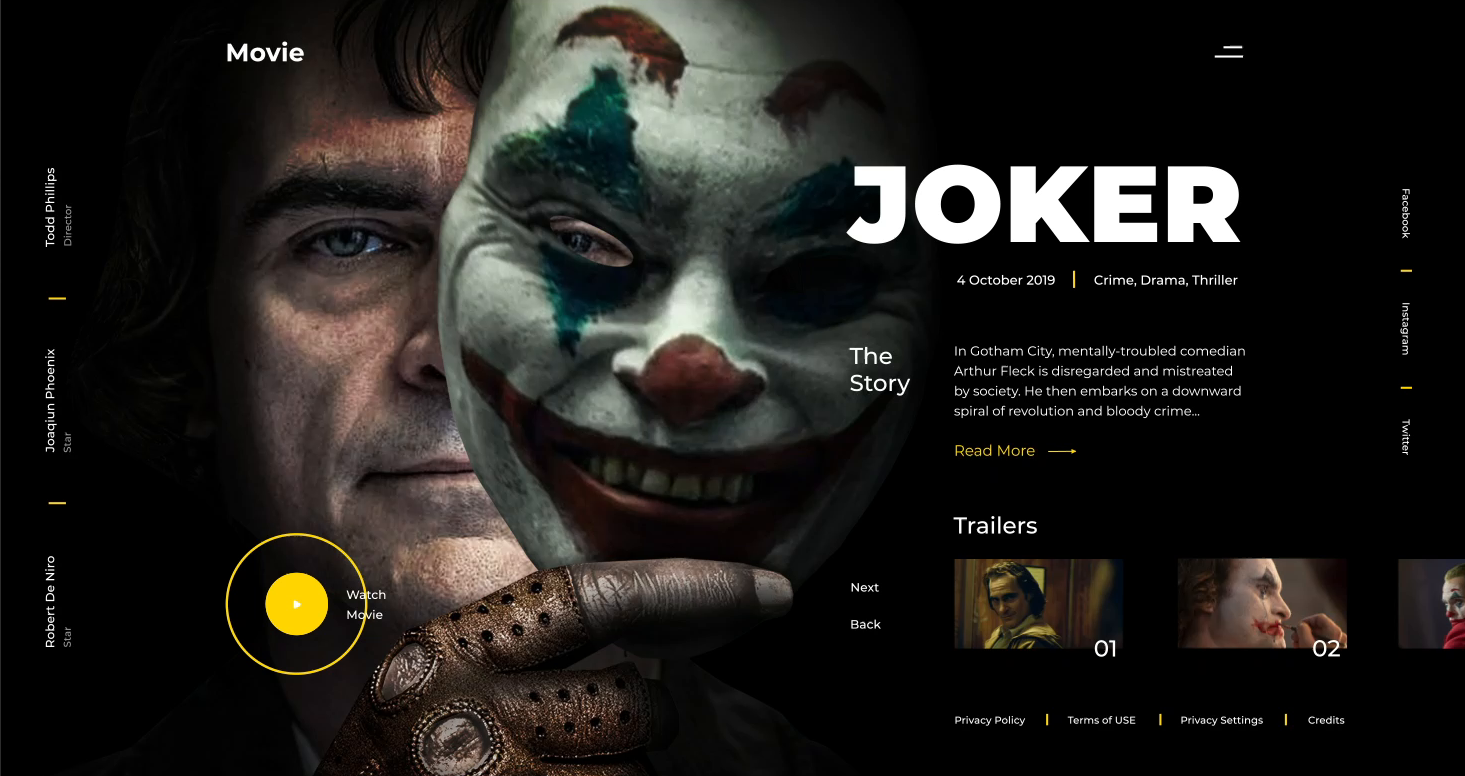 Movie
Todd Phillips
Director
Joaqiun Phoenix
Star
Robert De Niro
Star
Watch
Movie
JOKER
4 October 2019
Crime, Drama, Thriller
The
Story
In Gotham City, mentally-troubled comedian
Arthur Fleck is disregarded and mistreated
by society. He then embarks on a downward
spiral of revolution and bloody crime...
Read More
Trailers
Next
Back
01
02
Privacy Policy
Terms of USE
Privacy Settings
Credits
Facebook
Instagram
Twitter